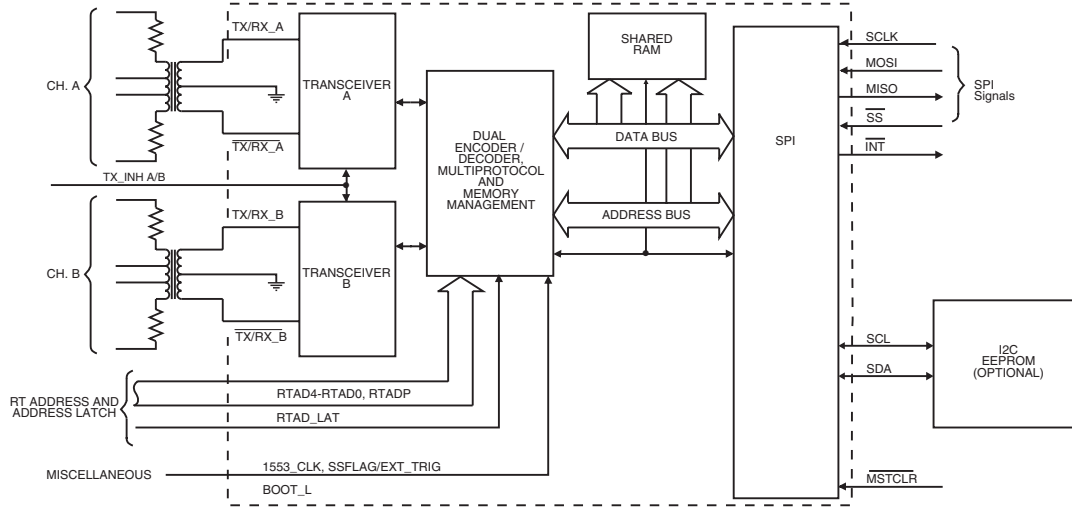 TX/RX_A
CH. A
TRANSCEIVER
A
TX/RX_A
TX_INH A/B
TX/RX_B
CH. B
TRANSCEIVER
B
TX/RX_B
RT ADDRESS AND
ADDRESS LATCH
RTAD4-RTAD0, RTADP
RTAD_LAT
MISCELLANEOUS
1553_CLK, SSFLAG/EXT_TRIG
BOOT_L
DUAL
ENCODER /
DECODER,
MULTIPROTOCOL
AND
MEMORY
MANAGEMENT
SHARED
RAM
DATA BUS
ADDRESS BUS
SPI
SCLK
MOSI
MISO
SS
INT
SPI
Signals
SCL
SDA
I2C
EEPROM
(OPTIONAL)
MSTCLR